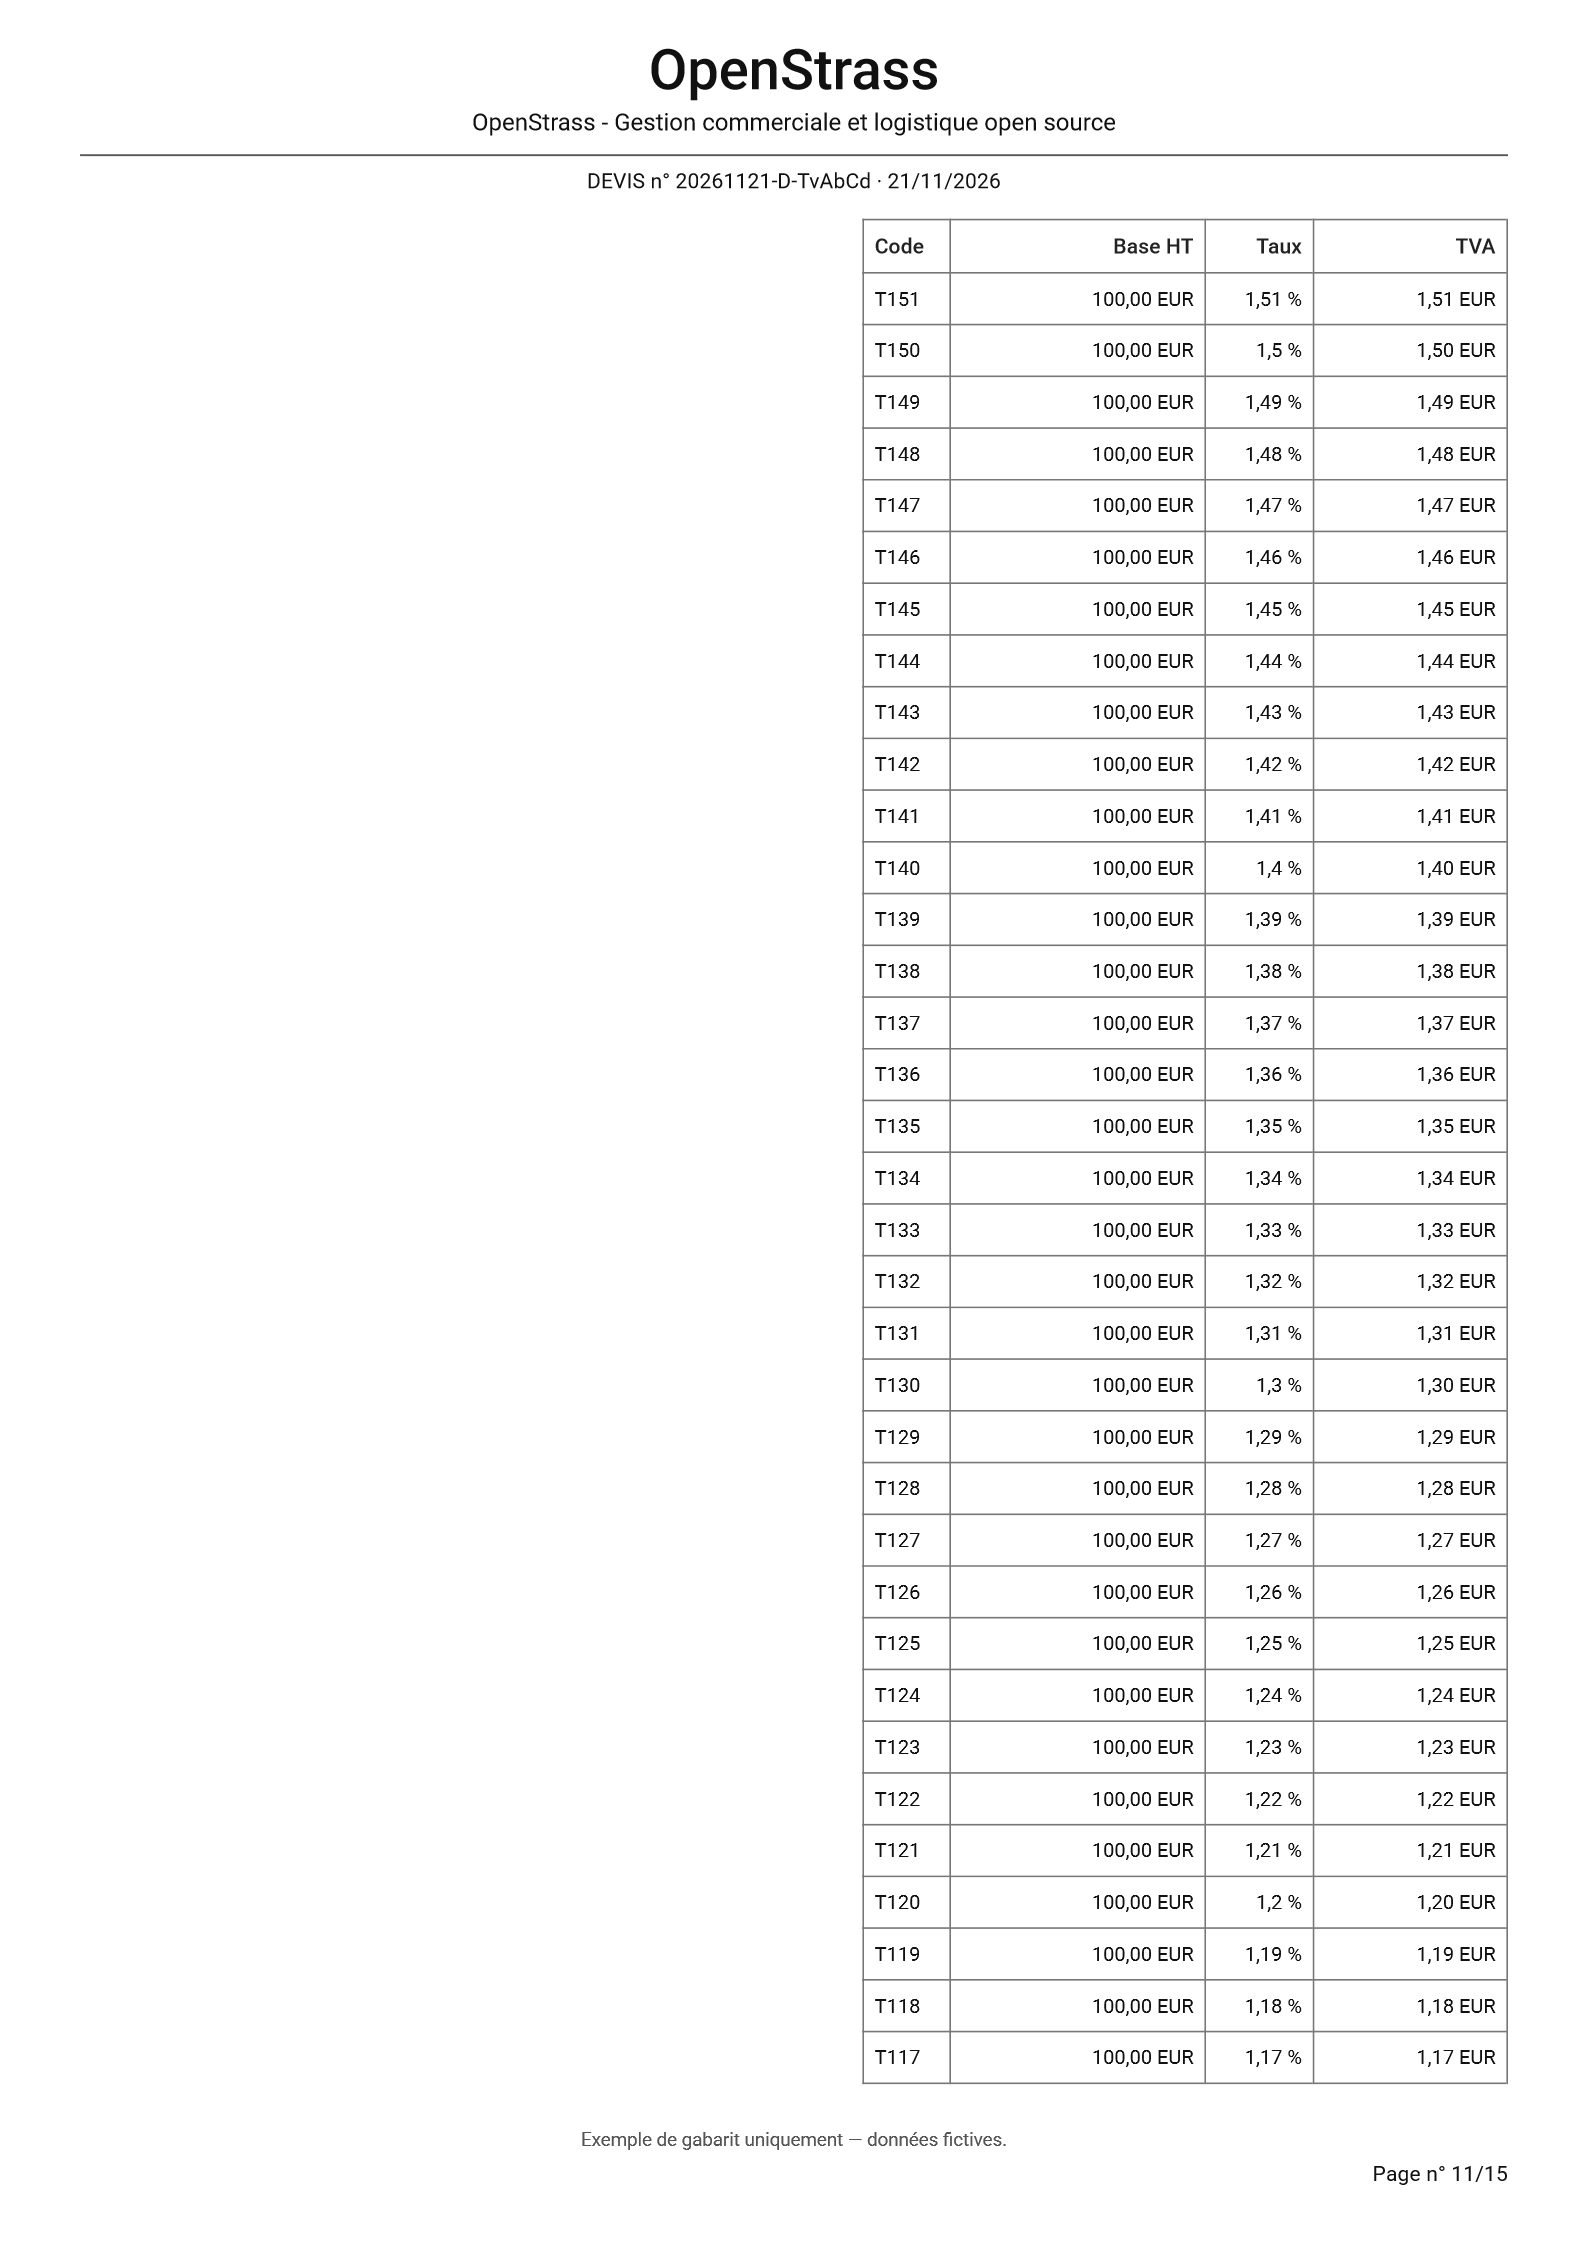 OpenStrass
OpenStrass - Gestion commerciale et logistique open source
DEVIS n° 20261121-D-TvAbCd · 21/11/2026
Code Base HT Taux TVA
T151 100,00 EUR 1,51 % 1,51 EUR
T150 100,00 EUR 1,5 % 1,50 EUR
T149 100,00 EUR 1,49 % 1,49 EUR
T148 100,00 EUR 1,48 % 1,48 EUR
T147 100,00 EUR 1,47 % 1,47 EUR
T146 100,00 EUR 1,46 % 1,46 EUR
T145 100,00 EUR 1,45 % 1,45 EUR
T144 100,00 EUR 1,44 % 1,44 EUR
T143 100,00 EUR 1,43 % 1,43 EUR
T142 100,00 EUR 1,42 % 1,42 EUR
T141 100,00 EUR 1,41 % 1,41 EUR
T140 100,00 EUR 1,4 % 1,40 EUR
T139 100,00 EUR 1,39 % 1,39 EUR
T138 100,00 EUR 1,38 % 1,38 EUR
T137 100,00 EUR 1,37 % 1,37 EUR
T136 100,00 EUR 1,36 % 1,36 EUR
T135 100,00 EUR 1,35 % 1,35 EUR
T134 100,00 EUR 1,34 % 1,34 EUR
T133 100,00 EUR 1,33 % 1,33 EUR
T132 100,00 EUR 1,32 % 1,32 EUR
T131 100,00 EUR 1,31 % 1,31 EUR
T130 100,00 EUR 1,3 % 1,30 EUR
T129 100,00 EUR 1,29 % 1,29 EUR
T128 100,00 EUR 1,28 % 1,28 EUR
T127 100,00 EUR 1,27 % 1,27 EUR
T126 100,00 EUR 1,26 % 1,26 EUR
T125 100,00 EUR 1,25 % 1,25 EUR
T124 100,00 EUR 1,24 % 1,24 EUR
T123 100,00 EUR 1,23 % 1,23 EUR
T122 100,00 EUR 1,22 % 1,22 EUR
T121 100,00 EUR 1,21 % 1,21 EUR
T120 100,00 EUR 1,2 % 1,20 EUR
T119 100,00 EUR 1,19 % 1,19 EUR
T118 100,00 EUR 1,18 % 1,18 EUR
T117 100,00 EUR 1,17 % 1,17 EUR
Exemple de gabarit uniquement — données fictives.
Page n° 11/15